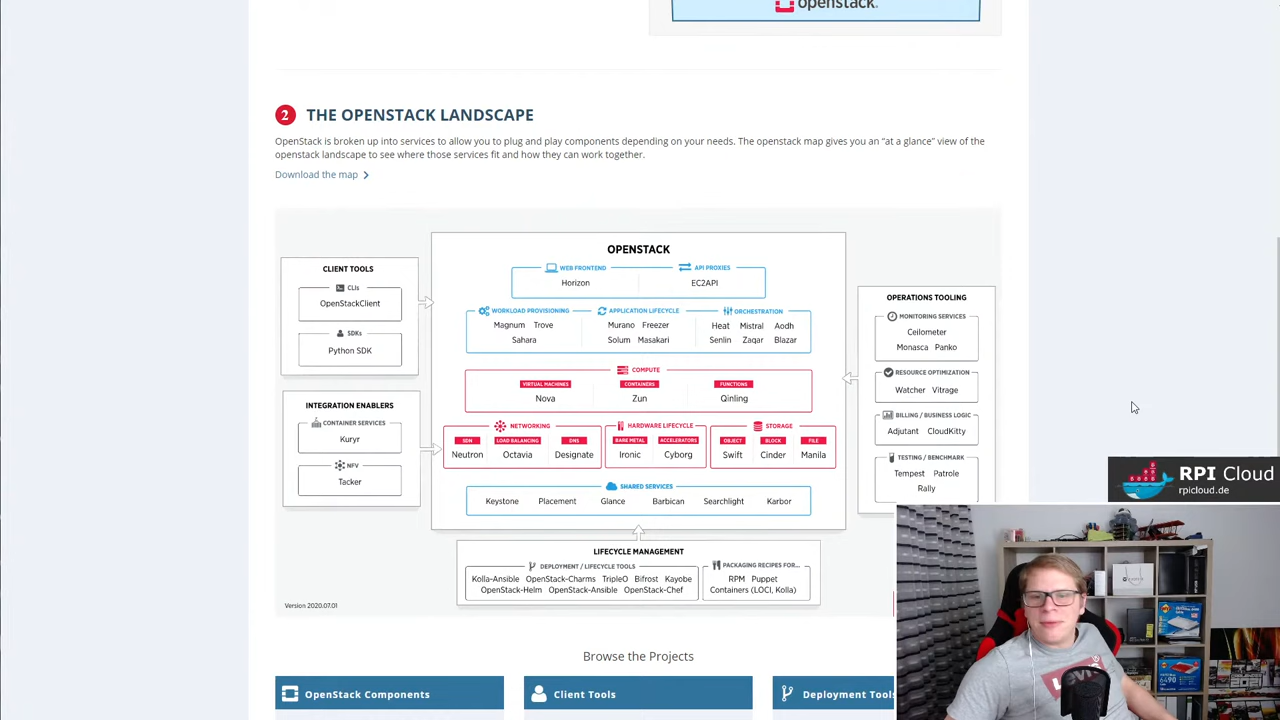 openstack.
2 THE OPENSTACK LANDSCAPE
OpenStack is broken up into services to allow you to plug and play components depending on your needs. The openstack map gives you an "at a glance" view of the
openstack landscape to see where those services fit and how they can work together.
Download the map
OPENSTACK
WEB FRONTEND
Horizon
API PROXIES
EC2API
WORKLOAD PROVISIONING
Magnum Trove
Sahara
APPLICATION LIFECYCLE
Murano Freezer
Solum Masakari
ORCHESTRATION
Heat Mistral Aodh
Senlin Zaqar Blazar
COMPUTE
VIRTUAL MACHINES
Nova
CONTAINERS
Zun
FUNCTIONS
Qinling
NETWORKING
SDN LOAD BALANCING DNS
Neutron Octavia Designate
HARDWARE LIFECYCLE
BARE METAL ACCELERATORS
Ironic Cyborg
STORAGE
OBJECT BLOCK FILE
Swift Cinder Manila
SHARED SERVICES
Keystone Placement Glance Barbican Searchlight Karbor
CLIENT TOOLS
CLIs
OpenStackClient
SDKs
Python SDK
INTEGRATION ENABLERS
CONTAINER SERVICES
Kuryr
NFV
Tacker
OPERATIONS TOOLING
MONITORING SERVICES
Ceilometer
Monasca Panko
RESOURCE OPTIMIZATION
Watcher Vitrage
BILLING / BUSINESS LOGIC
Adjutant CloudKitty
TESTING / BENCHMARK
Tempest Patrole
Rally
LIFECYCLE MANAGEMENT
DEPLOYMENT / LIFECYCLE TOOLS
Kolla-Ansible OpenStack-Charms TripleO Bifrost Kayobe
OpenStack-Helm OpenStack-Ansible OpenStack-Chef
PACKAGING RECIPES FOR...
RPM Puppet
Containers (LOCI, Kolla)
Version 2020.07.01
RPI Cloud
rpicloud.de
Browse the Projects
OpenStack Components
Client Tools
Deployment Tools